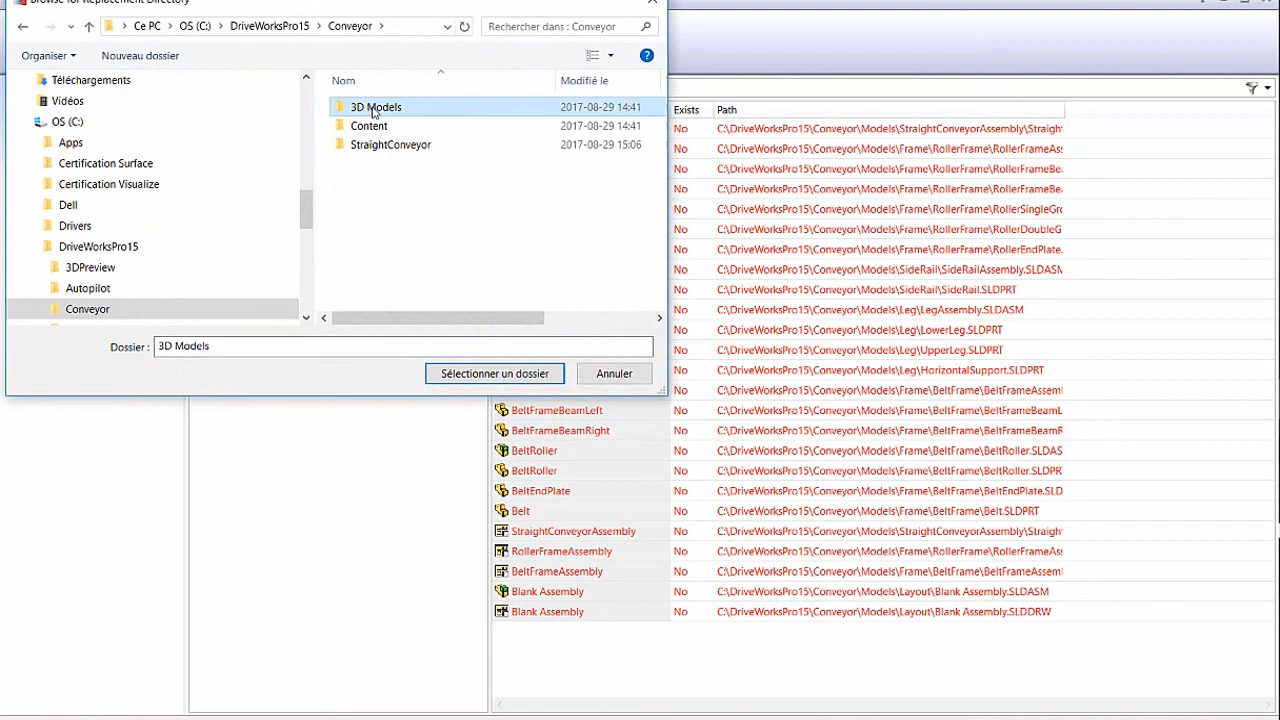 Browse for Replacement Directory
Ce PC > OS (C:) > DriveWorksPro15 > Conveyor >
Rechercher dans : Conveyor
Organiser
Nouveau dossier
Téléchargements
Vidéos
OS (C:)
Apps
Certification Surface
Certification Visualize
Dell
Drivers
DriveWorksPro15
3DPreview
Autopilot
Conveyor
Nom Modifié le
3D Models 2017-08-29 14:41
Content 2017-08-29 14:41
StraightConveyor 2017-08-29 15:06
Dossier : 3D Models
Sélectionner un dossier
Annuler
Exists Path
No C:\DriveWorksPro15\Conveyor\Models\StraightConveyorAssembly\Straigh
No C:\DriveWorksPro15\Conveyor\Models\Frame\RollerFrame\RollerFrameAs
No C:\DriveWorksPro15\Conveyor\Models\Frame\RollerFrame\RollerFrameBe
No C:\DriveWorksPro15\Conveyor\Models\Frame\RollerFrame\RollerFrameBe
No C:\DriveWorksPro15\Conveyor\Models\Frame\RollerFrame\RollerSingleGr
No C:\DriveWorksPro15\Conveyor\Models\Frame\RollerFrame\RollerDoubleG
No C:\DriveWorksPro15\Conveyor\Models\Frame\RollerFrame\RollerEndPlate.
No C:\DriveWorksPro15\Conveyor\Models\SideRail\SideRailAssembly.SLDASM
No C:\DriveWorksPro15\Conveyor\Models\SideRail\SideRail.SLDPRT
No C:\DriveWorksPro15\Conveyor\Models\Leg\LegAssembly.SLDASM
No C:\DriveWorksPro15\Conveyor\Models\Leg\LowerLeg.SLDPRT
No C:\DriveWorksPro15\Conveyor\Models\Leg\UpperLeg.SLDPRT
No C:\DriveWorksPro15\Conveyor\Models\Leg\HorizontalSupport.SLDPRT
No C:\DriveWorksPro15\Conveyor\Models\Frame\BeltFrame\BeltFrameAssem
BeltFrameBeamLeft No C:\DriveWorksPro15\Conveyor\Models\Frame\BeltFrame\BeltFrameBeamL
BeltFrameBeamRight No C:\DriveWorksPro15\Conveyor\Models\Frame\BeltFrame\BeltFrameBeamR
BeltRoller No C:\DriveWorksPro15\Conveyor\Models\Frame\BeltFrame\BeltRoller.SLDAS
BeltRoller No C:\DriveWorksPro15\Conveyor\Models\Frame\BeltFrame\BeltRoller.SLDPR
BeltEndPlate No C:\DriveWorksPro15\Conveyor\Models\Frame\BeltFrame\BeltEndPlate.SLD
Belt No C:\DriveWorksPro15\Conveyor\Models\Frame\BeltFrame\Belt.SLDPRT
StraightConveyorAssembly No C:\DriveWorksPro15\Conveyor\Models\StraightConveyorAssembly\Straigh
RollerFrameAssembly No C:\DriveWorksPro15\Conveyor\Models\Frame\RollerFrame\RollerFrameAs
BeltFrameAssembly No C:\DriveWorksPro15\Conveyor\Models\Frame\BeltFrame\BeltFrameAssem
Blank Assembly No C:\DriveWorksPro15\Conveyor\Models\Layout\Blank Assembly.SLDASM
Blank Assembly No C:\DriveWorksPro15\Conveyor\Models\Layout\Blank Assembly.SLDDRW